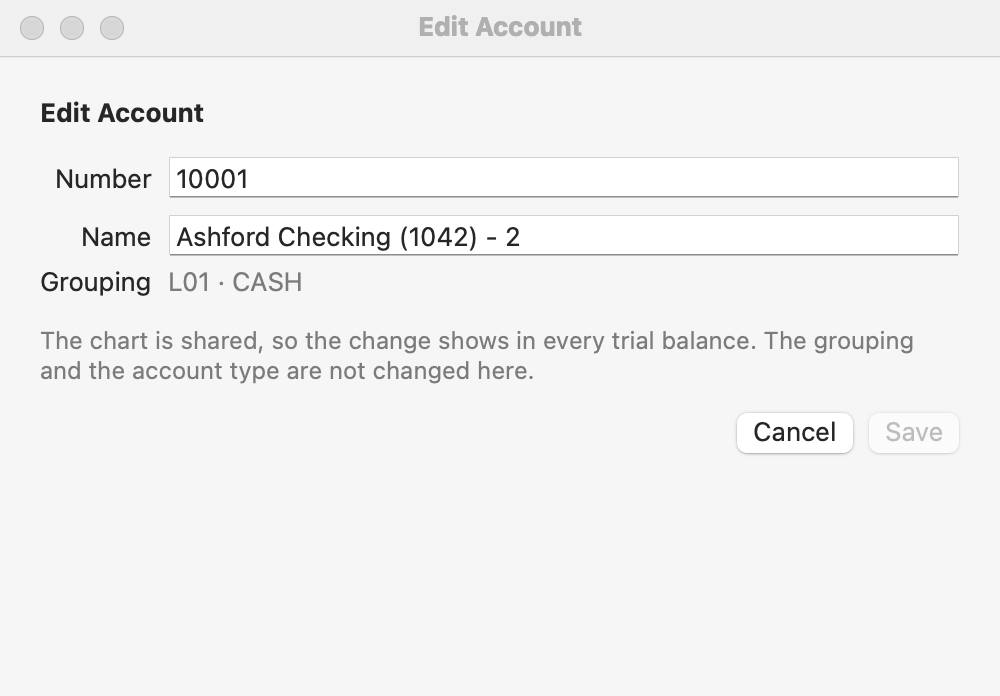 Edit Account
Edit Account
Number 10001
Name Ashford Checking (1042) - 2
Grouping L01 · CASH
The chart is shared, so the change shows in every trial balance. The grouping
and the account type are not changed here.
Cancel Save